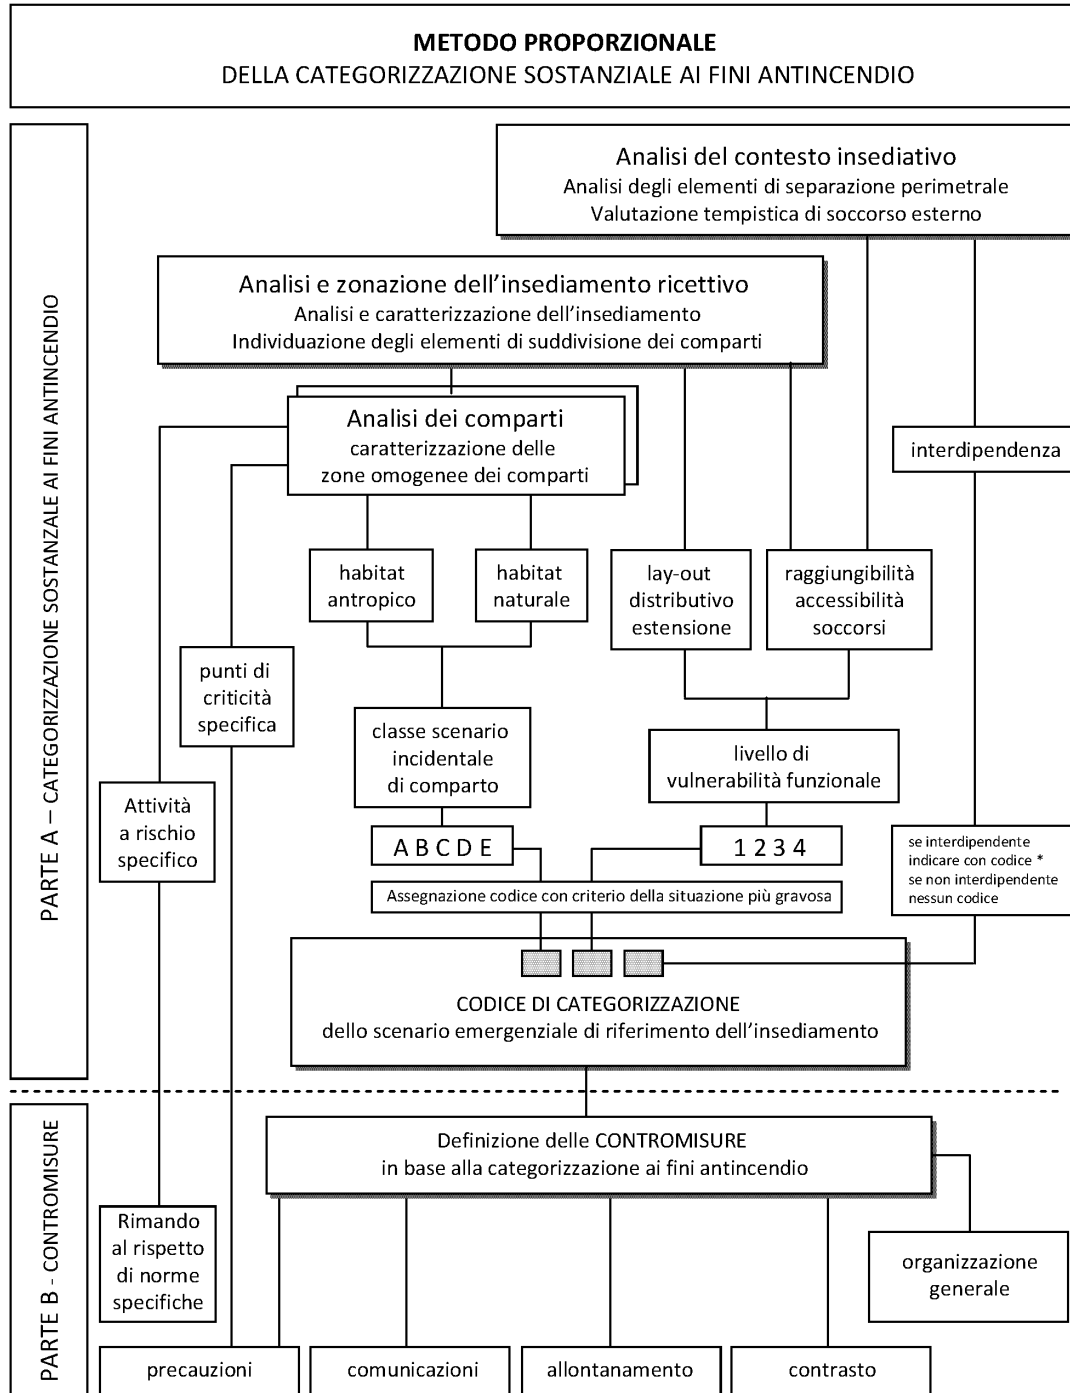 METODO PROPORZIONALE
DELLA CATEGORIZZAZIONE SOSTANZIALE AI FINI ANTINCENDIO
PARTE A – CATEGORIZZAZIONE SOSTANZALE AI FINI ANTINCENDIO
Analisi del contesto insediativo
Analisi degli elementi di separazione perimetrale
Valutazione tempistica di soccorso esterno
Analisi e zonazione dell'insediamento ricettivo
Analisi e caratterizzazione dell'insediamento
Individuazione degli elementi di suddivisione dei comparti
Analisi dei comparti
caratterizzazione delle
zone omogenee dei comparti
interdipendenza
habitat
antropico
habitat
naturale
lay-out
distributivo
estensione
raggiungibilità
accessibilità
soccorsi
punti di
criticità
specifica
classe scenario
incidentale
di comparto
livello di
vulnerabilità funzionale
Attività
a rischio
specifico
A B C D E
1 2 3 4
se interdipendente
indicare con codice *
se non interdipendente
nessun codice
Assegnazione codice con criterio della situazione più gravosa
CODICE DI CATEGORIZZAZIONE
dello scenario emergenziale di riferimento dell'insediamento
PARTE B - CONTROMISURE
Definizione delle CONTROMISURE
in base alla categorizzazione ai fini antincendio
Rimando
al rispetto
di norme
specifiche
organizzazione
generale
precauzioni
comunicazioni
allontanamento
contrasto